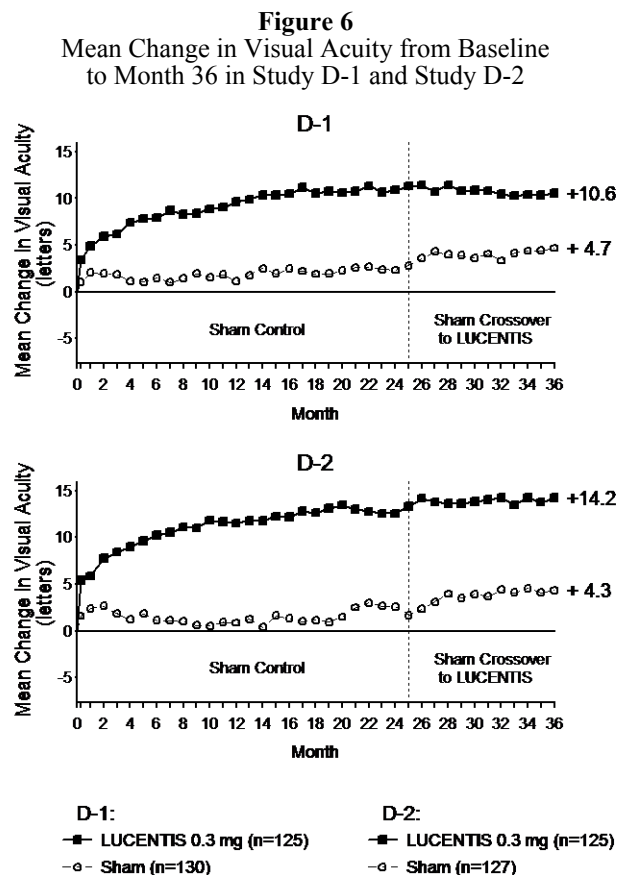 Figure 6
Mean Change in Visual Acuity from Baseline
to Month 36 in Study D-1 and Study D-2
D-1
Mean Change in Visual Acuity
(letters)
15
10
5
0
-5
+10.6
+ 4.7
Sham Control
Sham Crossover
to LUCENTIS
0 2 4 6 8 10 12 14 16 18 20 22 24 26 28 30 32 34 36
Month
D-2
Mean Change in Visual Acuity
(letters)
15
10
5
0
-5
+14.2
+ 4.3
Sham Control
Sham Crossover
to LUCENTIS
0 2 4 6 8 10 12 14 16 18 20 22 24 26 28 30 32 34 36
Month
D-1:
LUCENTIS 0.3 mg (n=125)
Sham (n=130)
D-2:
LUCENTIS 0.3 mg (n=125)
Sham (n=127)